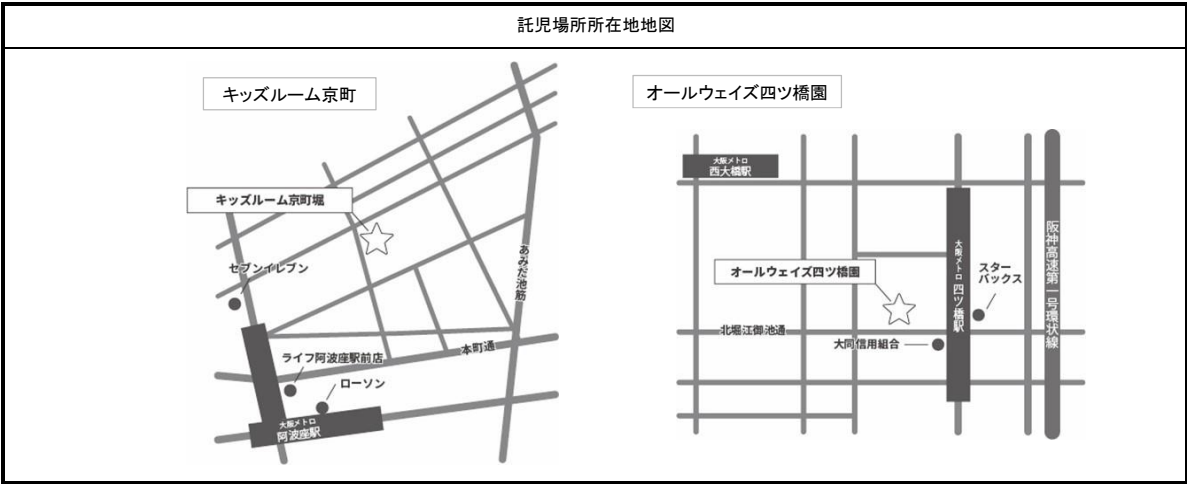 託児場所所在地地図
キッズルーム京町
キッズルーム京町堀
セブンイレブン
あみだ池筋
本町通
ライフ阿波座駅前店
ローソン
大阪メトロ
阿波座駅
オールウェイズ四ツ橋園
大阪メトロ
西大橋駅
オールウェイズ四ツ橋園
大阪メトロ 四ツ橋駅
スター
バックス
阪神高速第一号環状線
北堀江御池通
大同信用組合